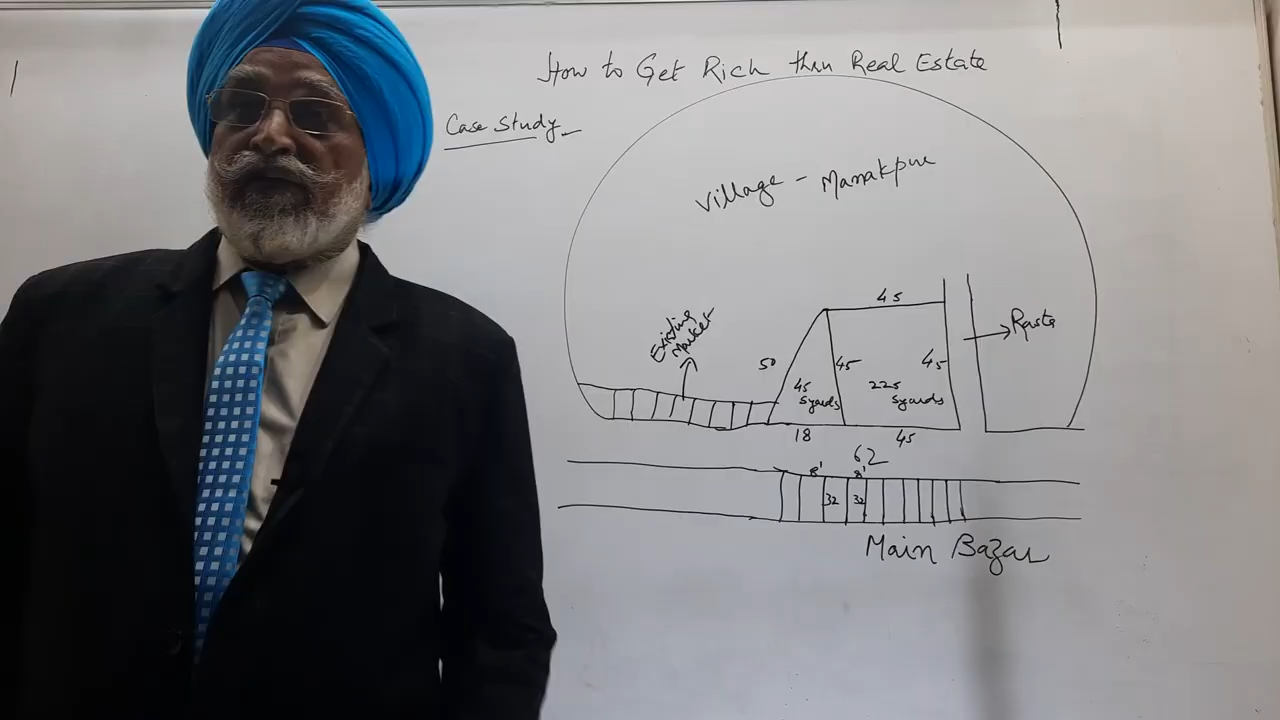 How to Get Rich thru Real Estate
Case Study
Village - Manakpur
Existing
Market
50
45
45
45
Syards
45
225
Syards
Rasta
18
45
62
8'
8'
32
32
Main Bazar